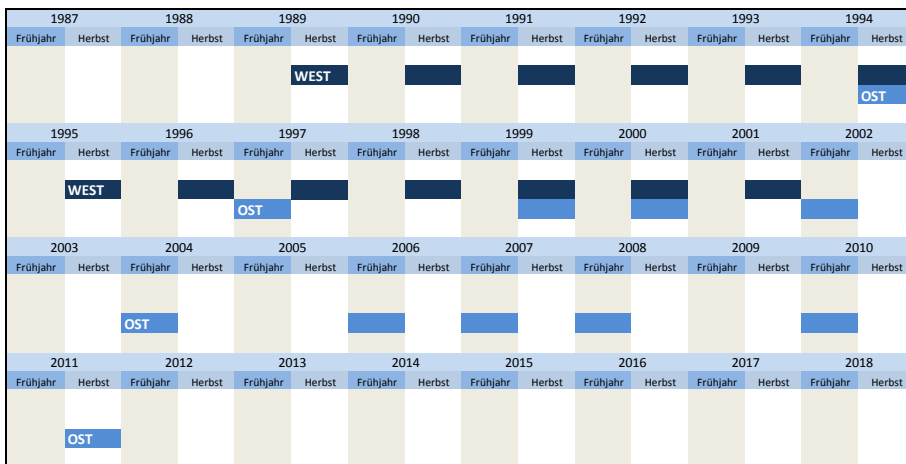 1987 1988 1989 1990 1991 1992 1993 1994
Frühjahr Herbst Frühjahr Herbst Frühjahr Herbst Frühjahr Herbst Frühjahr Herbst Frühjahr Herbst Frühjahr Herbst Frühjahr Herbst
WEST
OST
1995 1996 1997 1998 1999 2000 2001 2002
Frühjahr Herbst Frühjahr Herbst Frühjahr Herbst Frühjahr Herbst Frühjahr Herbst Frühjahr Herbst Frühjahr Herbst Frühjahr Herbst
WEST
OST
2003 2004 2005 2006 2007 2008 2009 2010
Frühjahr Herbst Frühjahr Herbst Frühjahr Herbst Frühjahr Herbst Frühjahr Herbst Frühjahr Herbst Frühjahr Herbst Frühjahr Herbst
OST
2011 2012 2013 2014 2015 2016 2017 2018
Frühjahr Herbst Frühjahr Herbst Frühjahr Herbst Frühjahr Herbst Frühjahr Herbst Frühjahr Herbst Frühjahr Herbst Frühjahr Herbst
OST